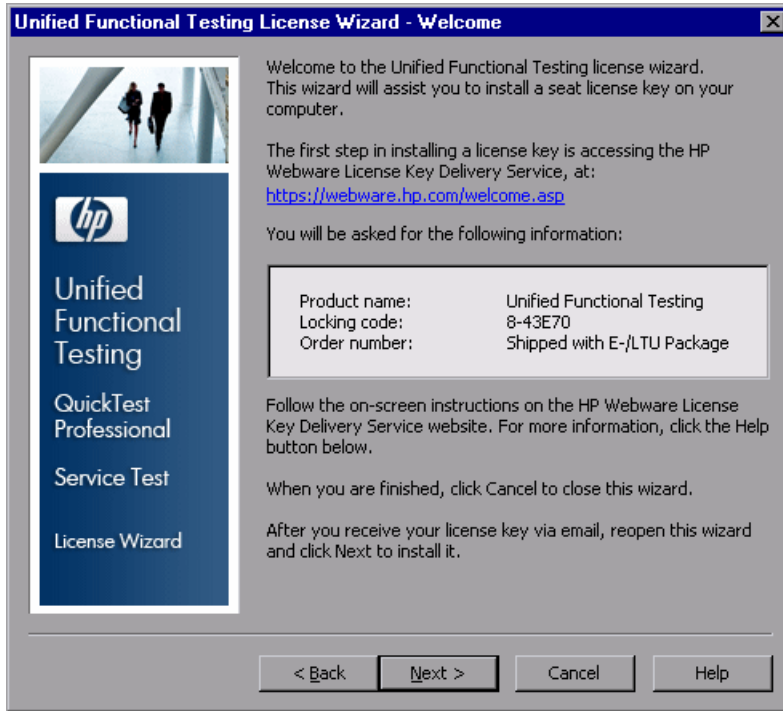 Unified Functional Testing License Wizard - Welcome
hp
Unified
Functional
Testing
QuickTest
Professional
Service Test
License Wizard
Welcome to the Unified Functional Testing license wizard.
This wizard will assist you to install a seat license key on your
computer.
The first step in installing a license key is accessing the HP
Webware License Key Delivery Service, at:
https://webware.hp.com/welcome.asp
You will be asked for the following information:
Product name: Unified Functional Testing
Locking code: 8-43E70
Order number: Shipped with E-/LTU Package
Follow the on-screen instructions on the HP Webware License
Key Delivery Service website. For more information, click the Help
button below.
When you are finished, click Cancel to close this wizard.
After you receive your license key via email, reopen this wizard
and click Next to install it.
< Back Next > Cancel Help